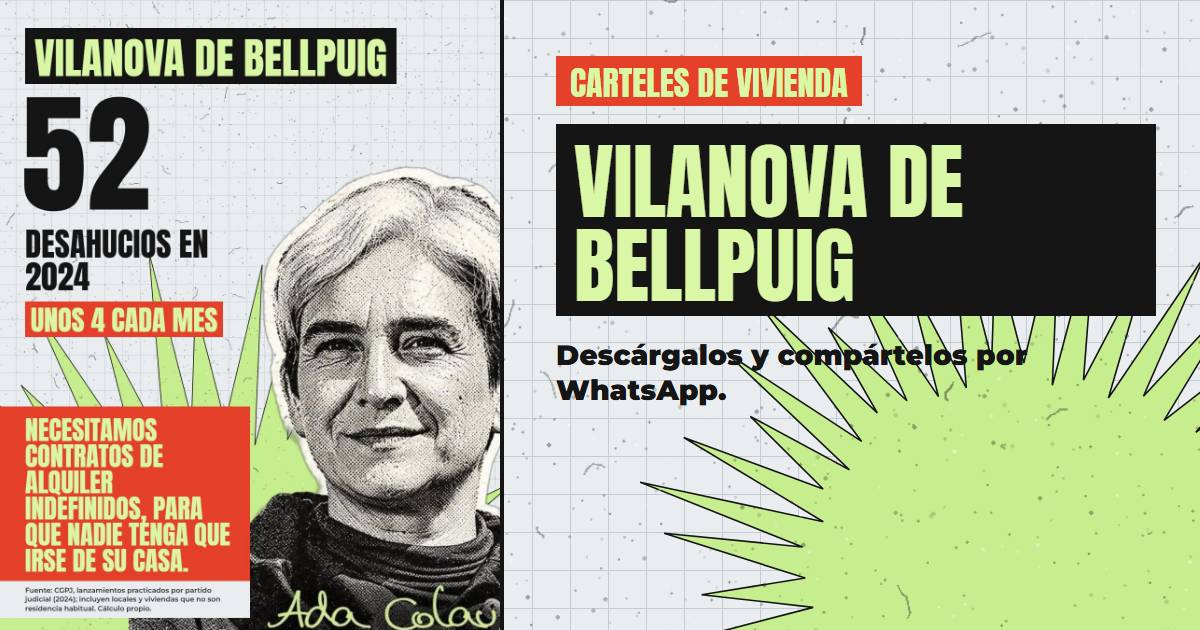 VILANOVA DE BELLPUIG
52
DESAHUCIOS EN
2024
UNOS 4 CADA MES
NECESITAMOS
CONTRATOS DE
ALQUILER
INDEFINIDOS, PARA
QUE NADIE TENGA QUE
IRSE DE SU CASA.
Fuente: CGPJ, lanzamientos practicados por partido
judicial (2024); incluyen locales y viviendas que no son
residencia habitual. Cálculo propio.
Ada Colau
CARTELES DE VIVIENDA
VILANOVA DE
BELLPUIG
Descárgalos y compártelos por
WhatsApp.